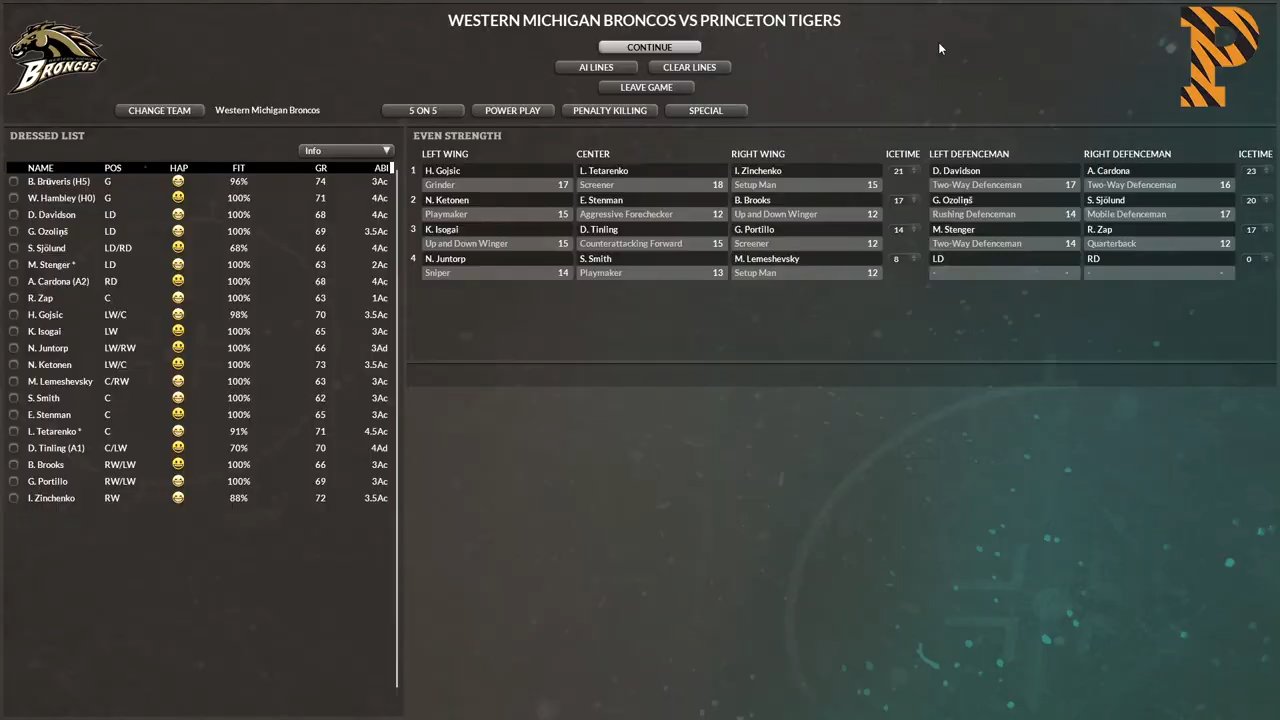 WESTERN MICHIGAN BRONCOS VS PRINCETON TIGERS
BRONCOS
P
CONTINUE
AI LINES CLEAR LINES
LEAVE GAME
CHANGE TEAM Western Michigan Broncos 5 ON 5 POWER PLAY PENALTY KILLING SPECIAL
DRESSED LIST
Info
NAME POS HAP FIT GR ABI
B. Brūveris (H5) G 96% 74 3Ac
W. Hambley (H0) G 100% 71 4Ac
D. Davidson LD 100% 68 4Ac
G. Ozoliņš LD 100% 69 3.5Ac
S. Sjölund LD/RD 68% 66 4Ac
M. Stenger * LD 100% 63 2Ac
A. Cardona (A2) RD 100% 68 4Ac
R. Zap C 100% 63 1Ac
H. Gojsic LW/C 98% 70 3.5Ac
K. Isogai LW 100% 65 3Ac
N. Juntorp LW/RW 100% 66 3Ad
N. Ketonen LW/C 100% 73 3.5Ac
M. Lemeshevsky C/RW 100% 63 3Ac
S. Smith C 100% 62 3Ac
E. Stenman C 100% 65 3Ac
L. Tetarenko * C 91% 71 4.5Ac
D. Tinling (A1) C/LW 70% 70 4Ad
B. Brooks RW/LW 100% 66 3Ac
G. Portillo RW/LW 100% 69 3Ac
I. Zinchenko RW 88% 72 3.5Ac
EVEN STRENGTH
LEFT WING CENTER RIGHT WING ICETIME LEFT DEFENCEMAN RIGHT DEFENCEMAN ICETIME
1 H. Gojsic L. Tetarenko I. Zinchenko 21 D. Davidson A. Cardona 23
Grinder 17 Screener 18 Setup Man 15 Two-Way Defenceman 17 Two-Way Defenceman 16
2 N. Ketonen E. Stenman B. Brooks 17 G. Ozoliņš S. Sjölund 20
Playmaker 15 Aggressive Forechecker 12 Up and Down Winger 12 Rushing Defenceman 14 Mobile Defenceman 17
3 K. Isogai D. Tinling G. Portillo 14 M. Stenger R. Zap 17
Up and Down Winger 15 Counterattacking Forward 15 Screener 12 Two-Way Defenceman 14 Quarterback 12
4 N. Juntorp S. Smith M. Lemeshevsky 8 LD RD 0
Sniper 14 Playmaker 13 Setup Man 12 - - - -